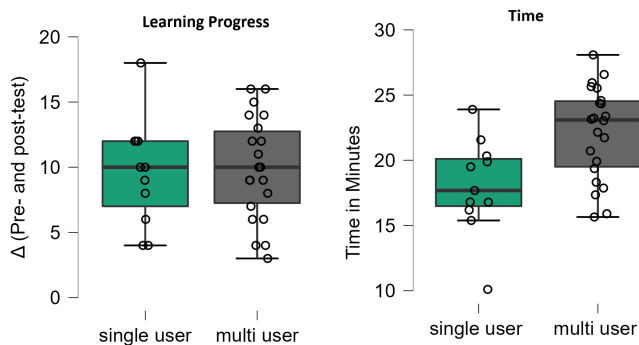 Learning Progress
Δ (Pre- and post-test)
20
15
10
5
0
single user
multi user
Time
Time in Minutes
30
25
20
15
10
single user
multi user